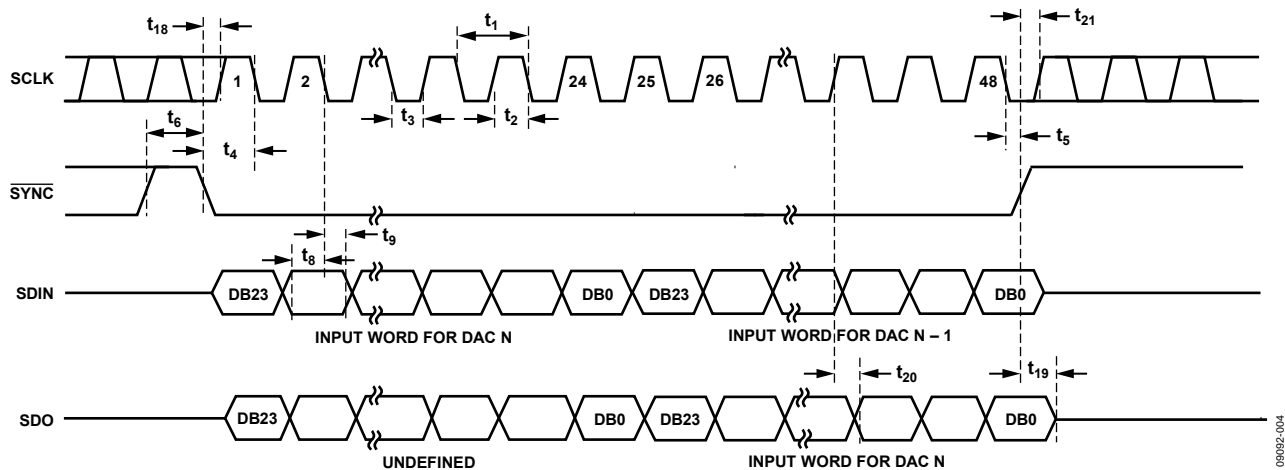 t18
t1
t21
SCLK
1
2
24
25
26
48
t6
t3
t2
t4
t5
SYNC
t9
t8
SDIN
DB23
DB0
DB23
DB0
INPUT WORD FOR DAC N
INPUT WORD FOR DAC N – 1
t20
t19
SDO
DB23
DB0
DB23
DB0
UNDEFINED
INPUT WORD FOR DAC N
09092-004